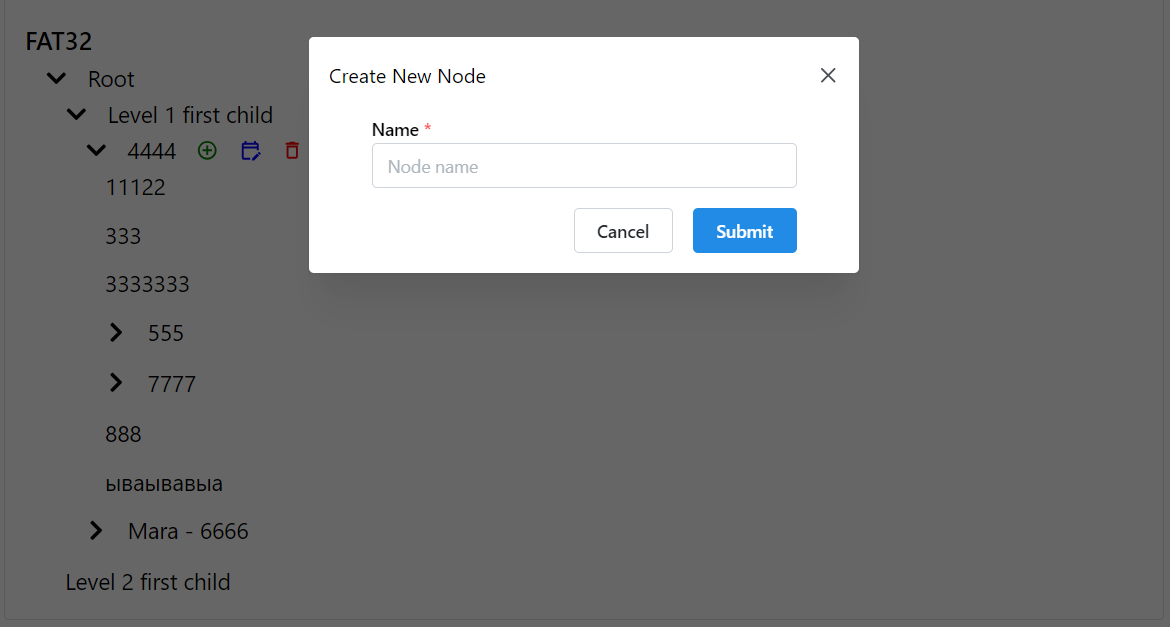 FAT32
Root
Level 1 first child
4444
11122
333
3333333
555
7777
888
ываывавыа
Mara - 6666
Level 2 first child
Create New Node
Name *
Node name
Cancel
Submit